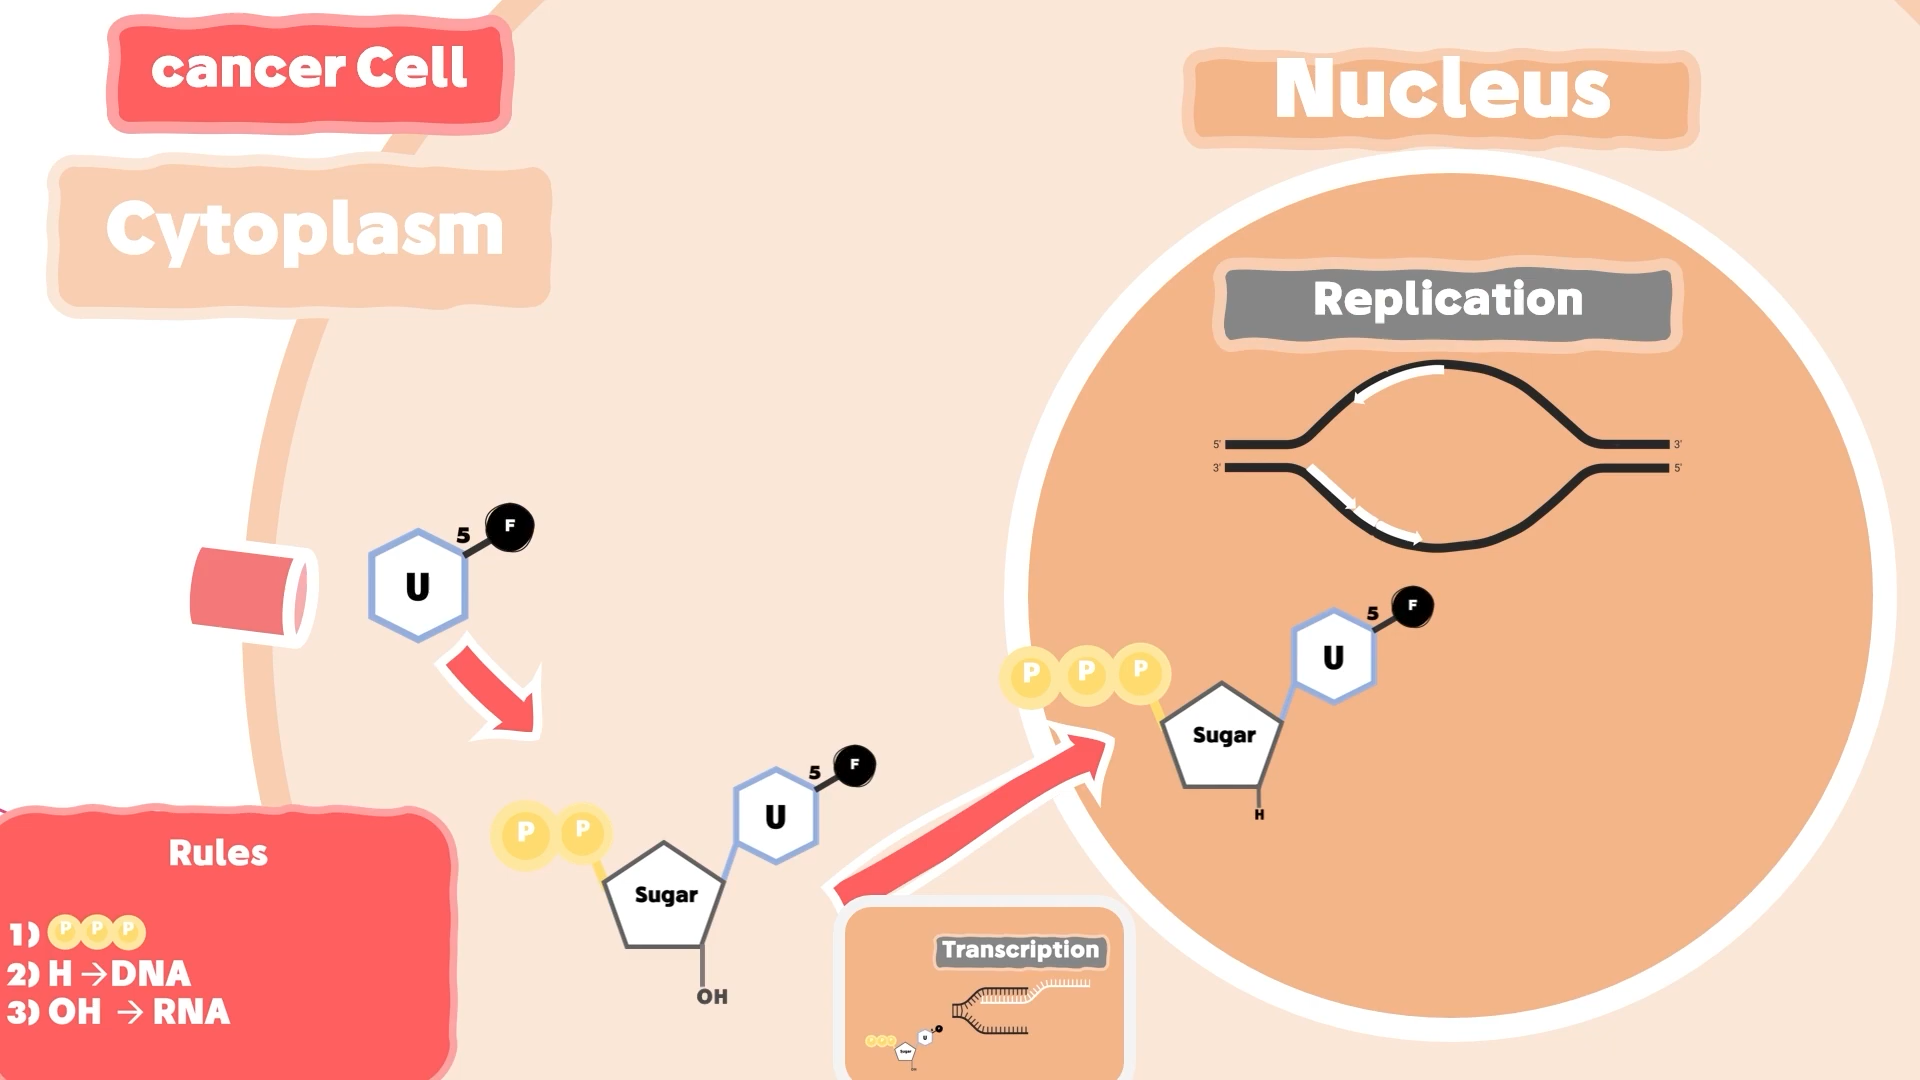 cancer Cell
Cytoplasm
Nucleus
Replication
5' 3'
3' 5'
5 F
U
5 F
U
P P P
Sugar
H
5 F
U
P P
Sugar
OH
Rules
1) P P P
2) H → DNA
3) OH → RNA
Transcription
P P P
U
Sugar